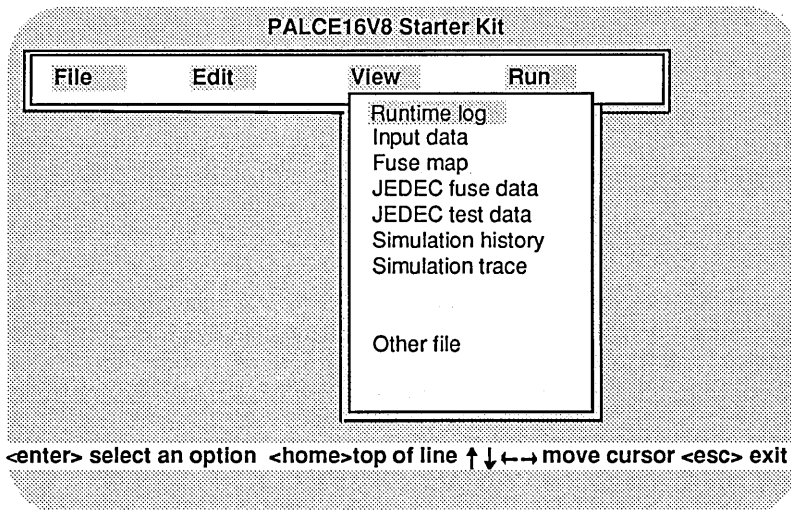 PALCE16V8 Starter Kit
File Edit View Run
Runtime log
Input data
Fuse map
JEDEC fuse data
JEDEC test data
Simulation history
Simulation trace
Other file
<enter> select an option <home>top of line ↑↓←→ move cursor <esc> exit